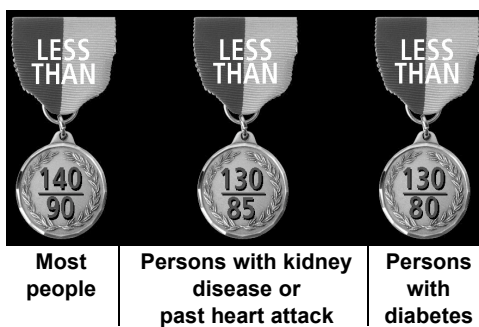 LESS
THAN
140
90
LESS
THAN
130
85
LESS
THAN
130
80
Most
people
Persons with kidney
disease or
past heart attack
Persons
with
diabetes